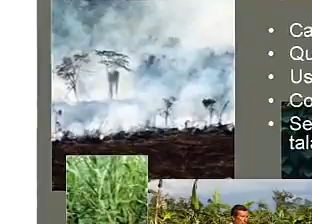 • Ca
• Qu
• Us
• Co
• Se
tala